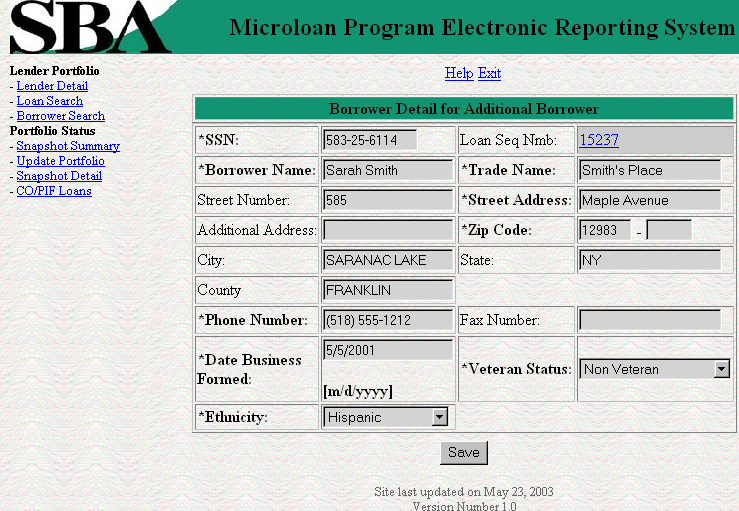 SBA
Microloan Program Electronic Reporting System
Lender Portfolio
- Lender Detail
- Loan Search
- Borrower Search
Portfolio Status
- Snapshot Summary
- Update Portfolio
- Snapshot Detail
- CO/PIF Loans
Help Exit
Borrower Detail for Additional Borrower
*SSN: 583-25-6114 Loan Seq Nmb: 15237
*Borrower Name: Sarah Smith *Trade Name: Smith's Place
Street Number: 585 *Street Address: Maple Avenue
Additional Address: *Zip Code: 12983 -
City: SARANAC LAKE State: NY
County FRANKLIN
*Phone Number: (518) 555-1212 Fax Number:
*Date Business Formed: 5/5/2001 [m/d/yyyy] *Veteran Status: Non Veteran
*Ethnicity: Hispanic
Save
Site last updated on May 23, 2003
Version Number 1.0